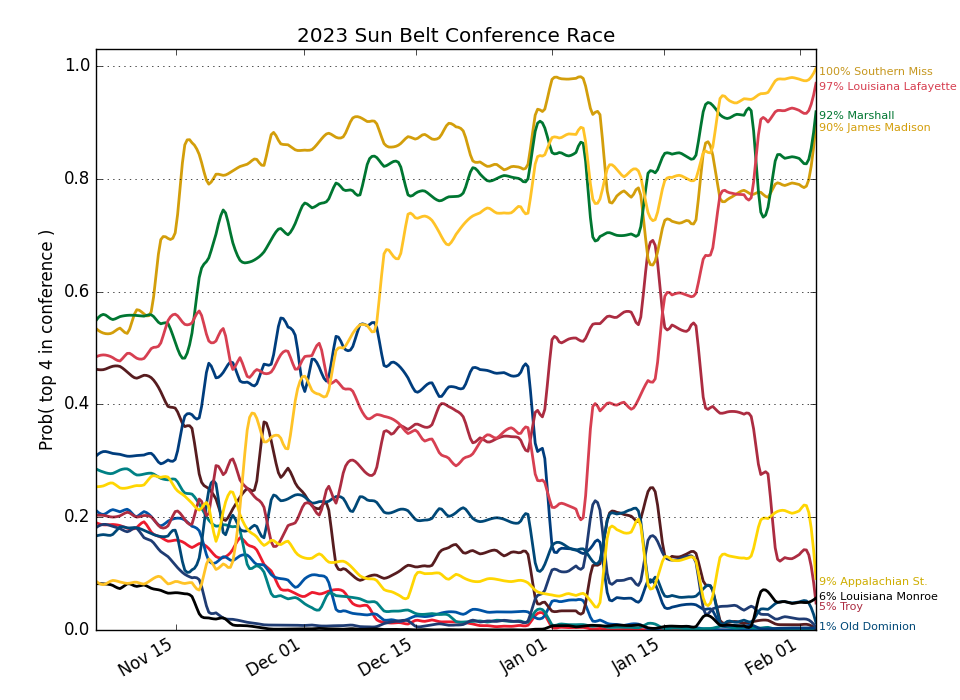 2023 Sun Belt Conference Race
Prob( top 4 in conference )
1.0
0.8
0.6
0.4
0.2
0.0
Nov 15
Dec 01
Dec 15
Jan 01
Jan 15
Feb 01
100% Southern Miss
97% Louisiana Lafayette
92% Marshall
90% James Madison
9% Appalachian St.
6% Louisiana Monroe
5% Troy
1% Old Dominion